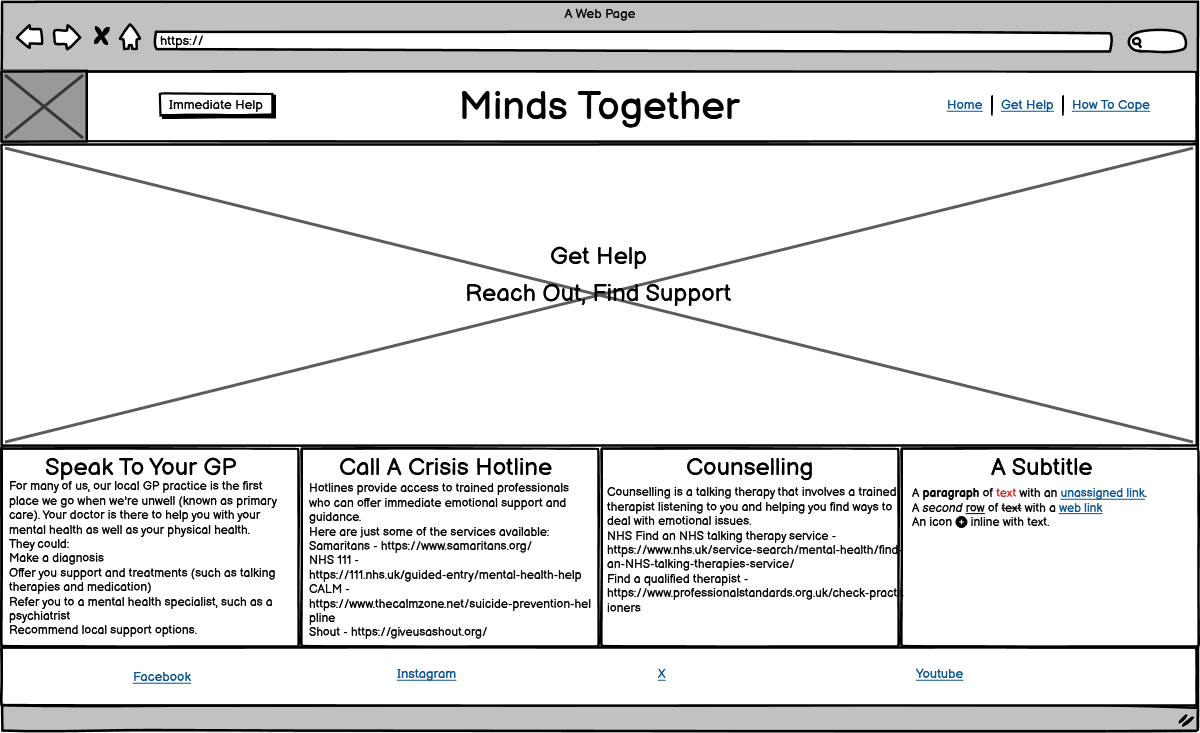 A Web Page
https://
Immediate Help
Minds Together
Home
Get Help
How To Cope
Get Help
Reach Out, Find Support
Speak To Your GP
For many of us, our local GP practice is the first
place we go when we're unwell (known as primary
care). Your doctor is there to help you with your
mental health as well as your physical health.
They could:
Make a diagnosis
Offer you support and treatments (such as talking
therapies and medication)
Refer you to a mental health specialist, such as a
psychiatrist
Recommend local support options.
Call A Crisis Hotline
Hotlines provide access to trained professionals
who can offer immediate emotional support and
guidance.
Here are just some of the services available:
Samaritans - https://www.samaritans.org/
NHS 111 -
https://111.nhs.uk/guided-entry/mental-health-help
CALM -
https://www.thecalmzone.net/suicide-prevention-hel
pline
Shout - https://giveusashout.org/
Counselling
Counselling is a talking therapy that involves a trained
therapist listening to you and helping you find ways to
deal with emotional issues.
NHS Find an NHS talking therapy service -
https://www.nhs.uk/service-search/mental-health/find-
an-NHS-talking-therapies-service/
Find a qualified therapist -
https://www.professionalstandards.org.uk/check-practit
ioners
A Subtitle
A paragraph of text with an unassigned link.
A second row of text with a web link
An icon inline with text.
Facebook
Instagram
X
Youtube